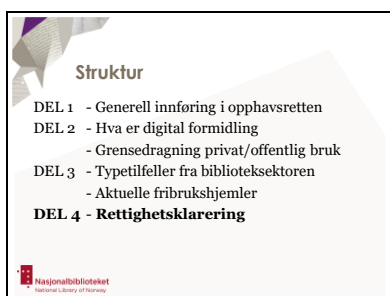 Struktur
DEL 1 - Generell innføring i opphavsretten
DEL 2 - Hva er digital formidling
- Grensedragning privat/offentlig bruk
DEL 3 - Typetilfeller fra biblioteksektoren
- Aktuelle fribrukshjemler
DEL 4 - Rettighetsklarering
Nasjonalbiblioteket
National Library of Norway